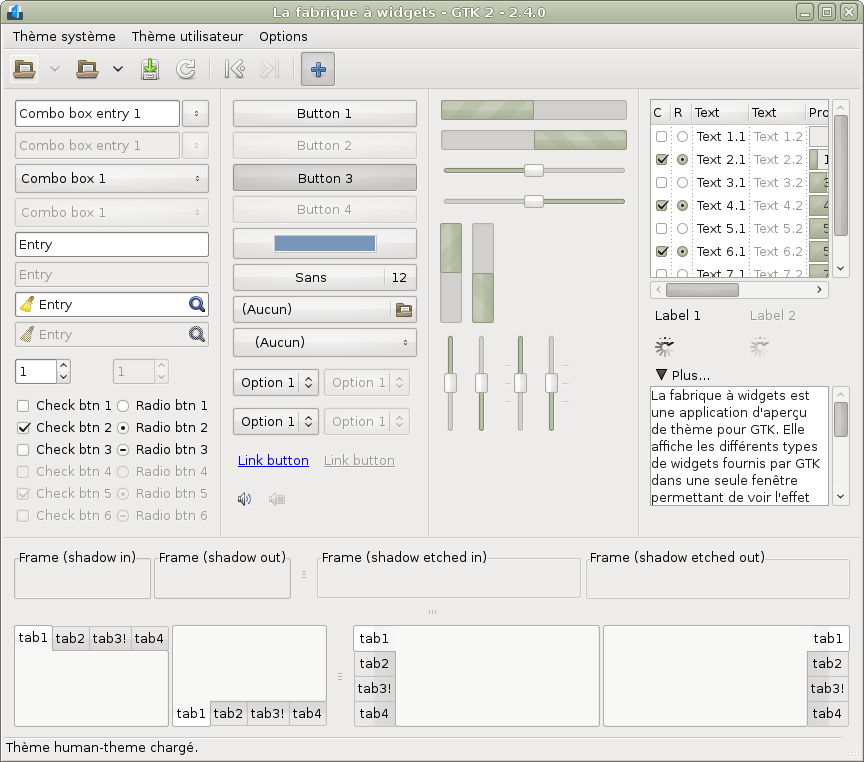 La fabrique à widgets - GTK 2 - 2.4.0
Thème système Thème utilisateur Options
Combo box entry 1
Combo box entry 1
Combo box 1
Combo box 1
Entry
Entry
Entry
Entry
1 1
Check btn 1 Radio btn 1
Check btn 2 Radio btn 2
Check btn 3 Radio btn 3
Check btn 4 Radio btn 4
Check btn 5 Radio btn 5
Check btn 6 Radio btn 6
Button 1
Button 2
Button 3
Button 4
Sans 12
(Aucun)
(Aucun)
Option 1 Option 1
Option 1 Option 1
Link button Link button
C R Text Text Pro
Text 1.1 Text 1.2
Text 2.1 Text 2.2 1
Text 3.1 Text 3.2 3
Text 4.1 Text 4.2 4
Text 5.1 Text 5.2 5
Text 6.1 Text 6.2 6
Text 7.1 Text 7.2 7
Label 1 Label 2
Plus...
La fabrique à widgets est
une application d'aperçu
de thème pour GTK. Elle
affiche les différents types
de widgets fournis par GTK
dans une seule fenêtre
permettant de voir l'effet
Frame (shadow in) Frame (shadow out) Frame (shadow etched in) Frame (shadow etched out)
tab1 tab2 tab3! tab4
tab1 tab2 tab3! tab4
tab1
tab2
tab3!
tab4
tab1
tab2
tab3!
tab4
Thème human-theme chargé.